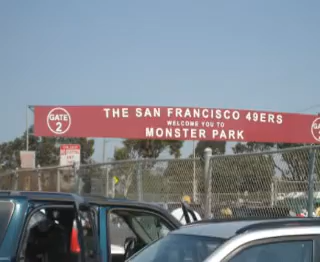 GATE
2
THE SAN FRANCISCO 49ERS
WELCOME YOU TO
MONSTER PARK